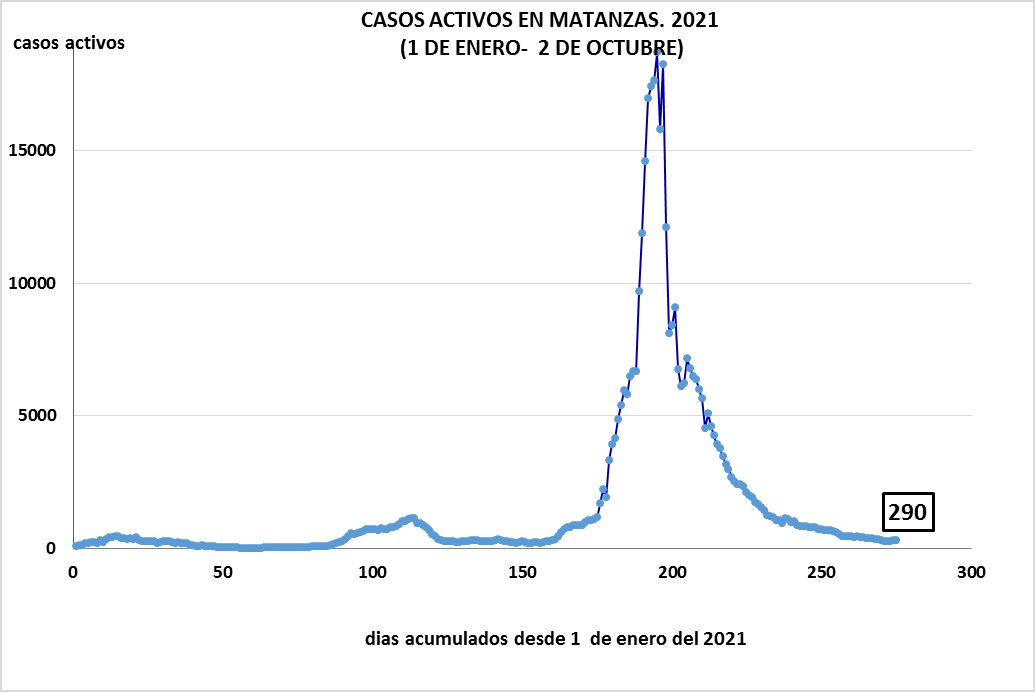 CASOS ACTIVOS EN MATANZAS. 2021
(1 DE ENERO-  2 DE OCTUBRE)
casos activos
15000
10000
5000
0
290
0 50 100 150 200 250 300
dias acumulados desde 1  de enero del 2021